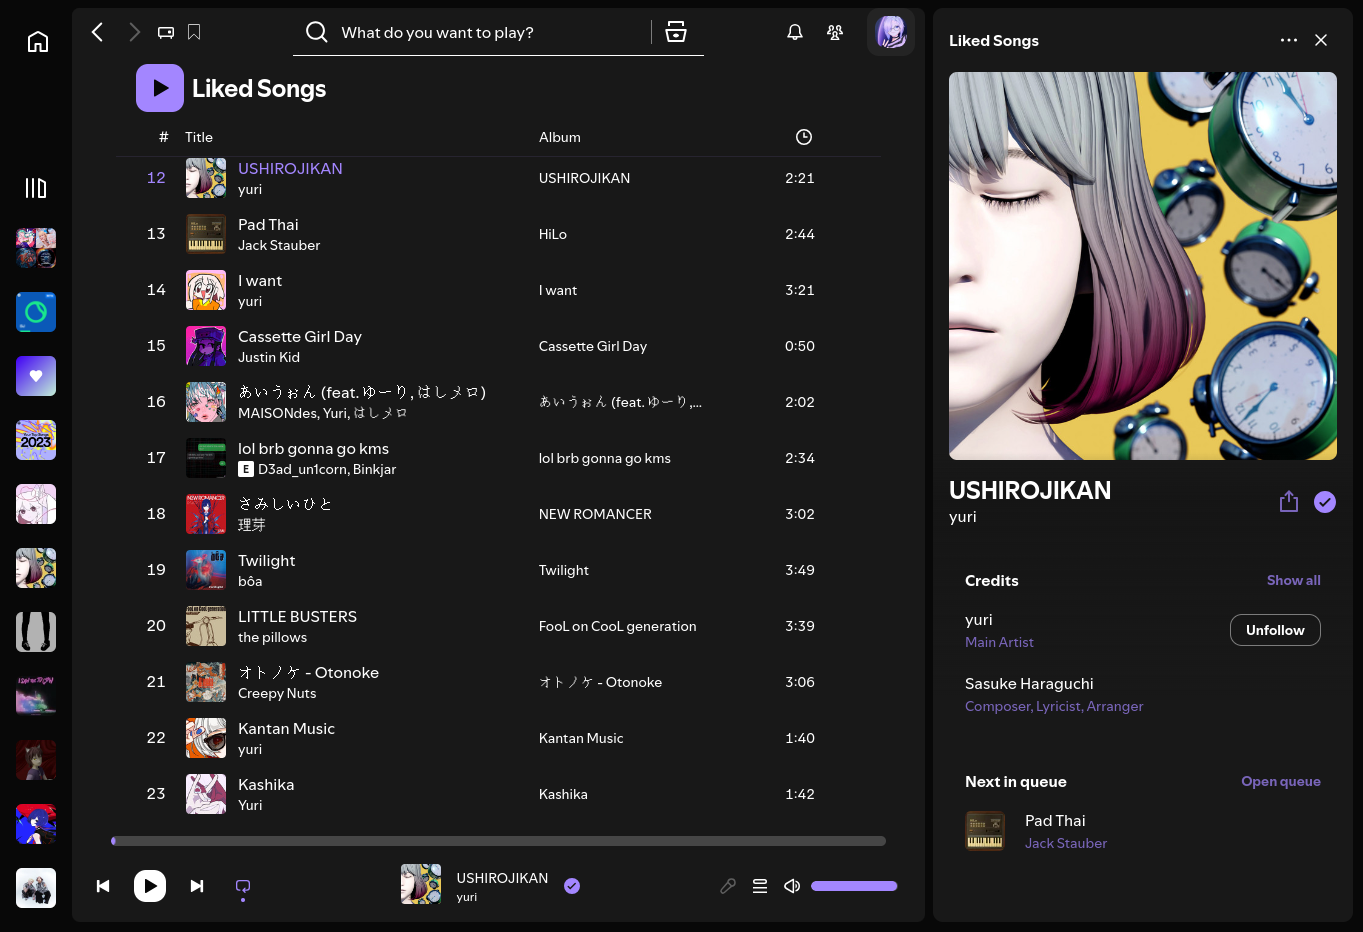 What do you want to play?
Liked Songs
# Title Album
12 USHIROJIKAN USHIROJIKAN 2:21
yuri
13 Pad Thai HiLo 2:44
Jack Stauber
14 I want I want 3:21
yuri
15 Cassette Girl Day Cassette Girl Day 0:50
Justin Kid
16 あいうぉん (feat. ゆーり, はしメロ) あいうぉん (feat. ゆーり,... 2:02
MAISONdes, Yuri, はしメロ
17 lol brb gonna go kms lol brb gonna go kms 2:34
E D3ad_un1corn, Binkjar
18 さみしいひと NEW ROMANCER 3:02
理芽
19 Twilight Twilight 3:49
bôa
20 LITTLE BUSTERS FooL on CooL generation 3:39
the pillows
21 オトノケ - Otonoke オトノケ - Otonoke 3:06
Creepy Nuts
22 Kantan Music Kantan Music 1:40
yuri
23 Kashika Kashika 1:42
Yuri
USHIROJIKAN
yuri
2023
NEW ROMANCER
Liked Songs
USHIROJIKAN
yuri
Credits Show all
yuri Unfollow
Main Artist
Sasuke Haraguchi
Composer, Lyricist, Arranger
Next in queue Open queue
Pad Thai
Jack Stauber